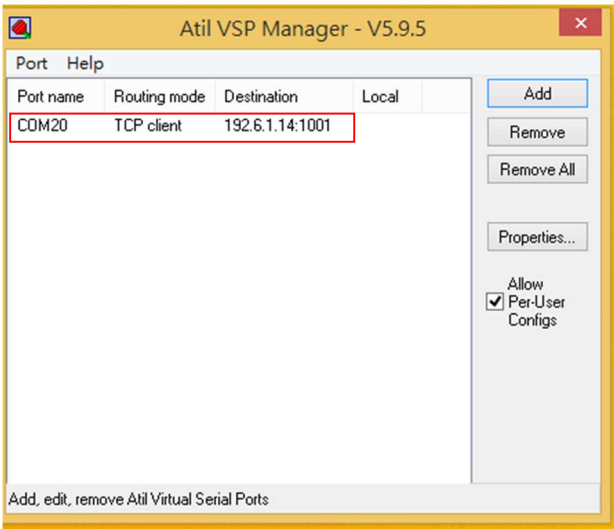 Atil VSP Manager - V5.9.5
Port Help
Port name Routing mode Destination Local
COM20 TCP client 192.6.1.14:1001
Add
Remove
Remove All
Properties...
Allow
Per-User
Configs
Add, edit, remove Atil Virtual Serial Ports